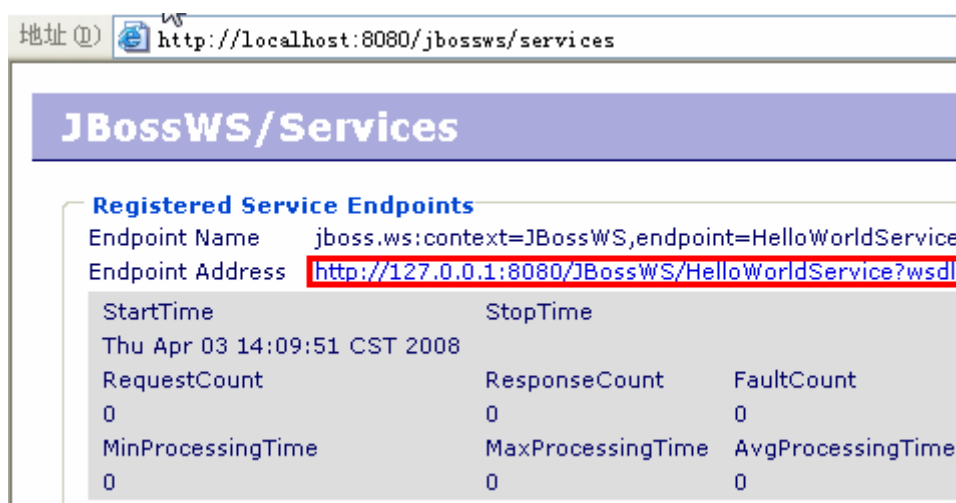 地址(D) http://localhost:8080/jbossws/services
JBossWS/Services
Registered Service Endpoints
Endpoint Name jboss.ws:context=JBossWS,endpoint=HelloWorldService
Endpoint Address http://127.0.0.1:8080/JBossWS/HelloWorldService?wsdl
StartTime StopTime
Thu Apr 03 14:09:51 CST 2008
RequestCount ResponseCount FaultCount
0 0 0
MinProcessingTime MaxProcessingTime AvgProcessingTime
0 0 0